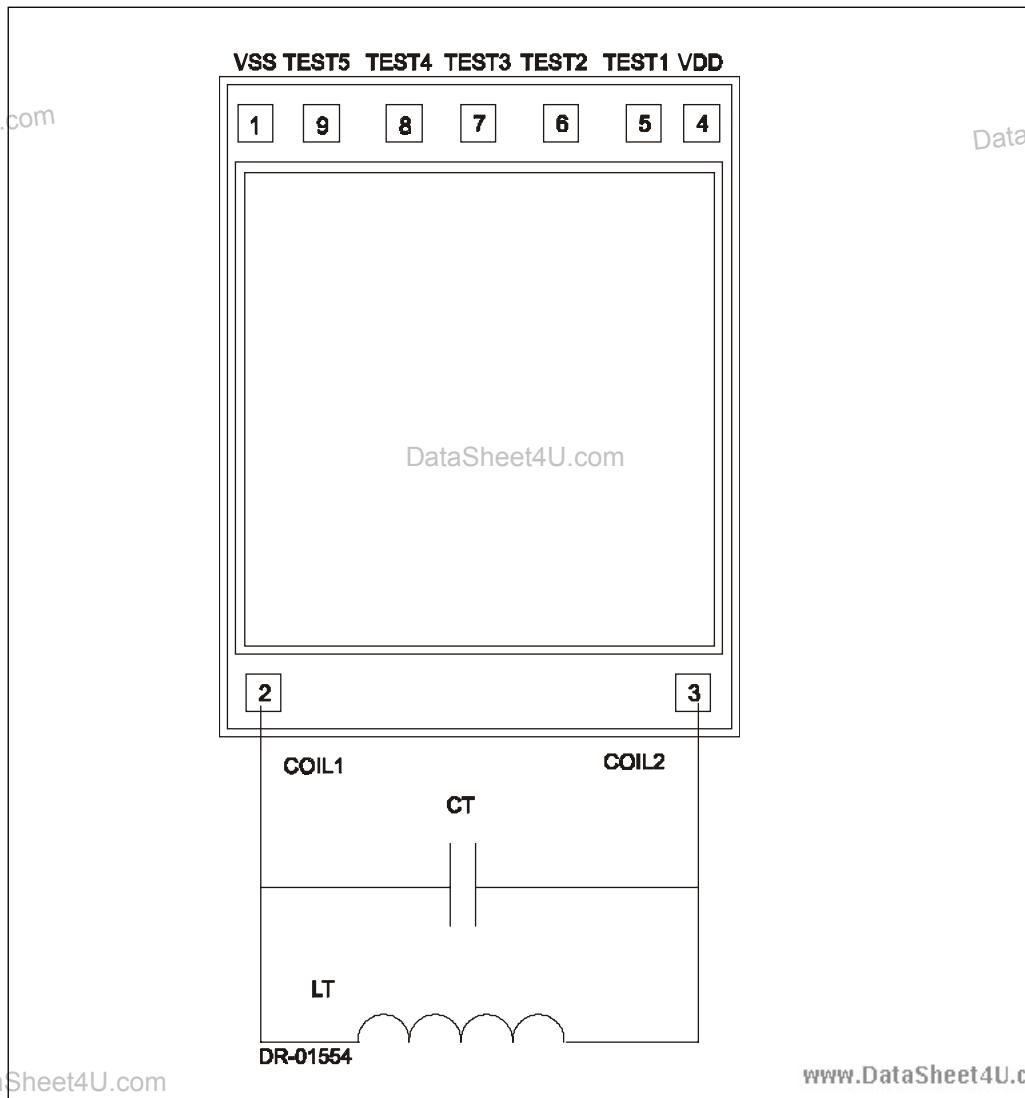 VSS TEST5 TEST4 TEST3 TEST2 TEST1 VDD
.com
1 9 8 7 6 5 4
Data
DataSheet4U.com
2 3
COIL1 COIL2
CT
LT
DR-01554
Sheet4U.com
www.DataSheet4U.c